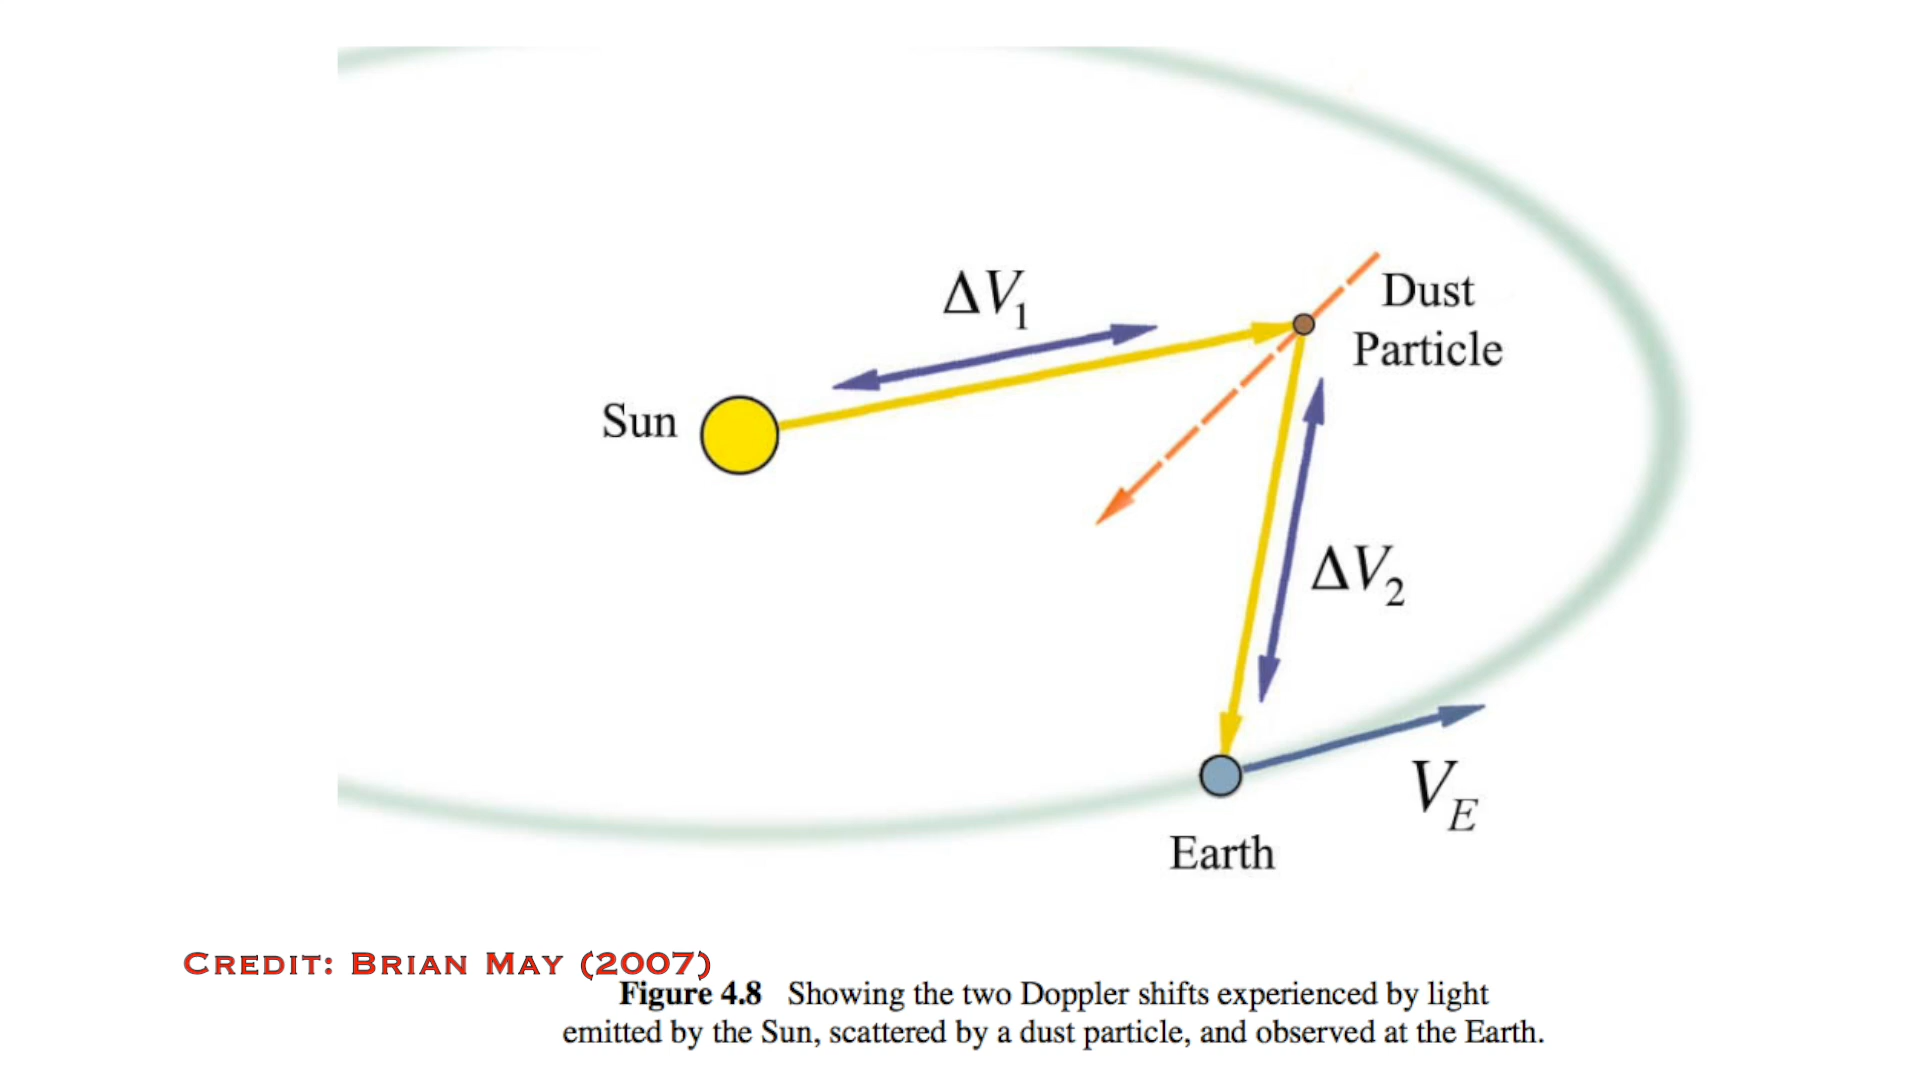 ΔV₁
Dust
Particle
Sun
ΔV₂
V_E
Earth
CREDIT: BRIAN MAY (2007)
Figure 4.8 Showing the two Doppler shifts experienced by light
emitted by the Sun, scattered by a dust particle, and observed at the Earth.